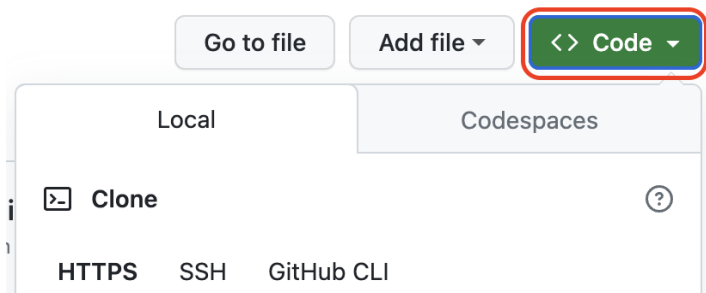 Go to file Add file <> Code
Local Codespaces
Clone
HTTPS SSH GitHub CLI